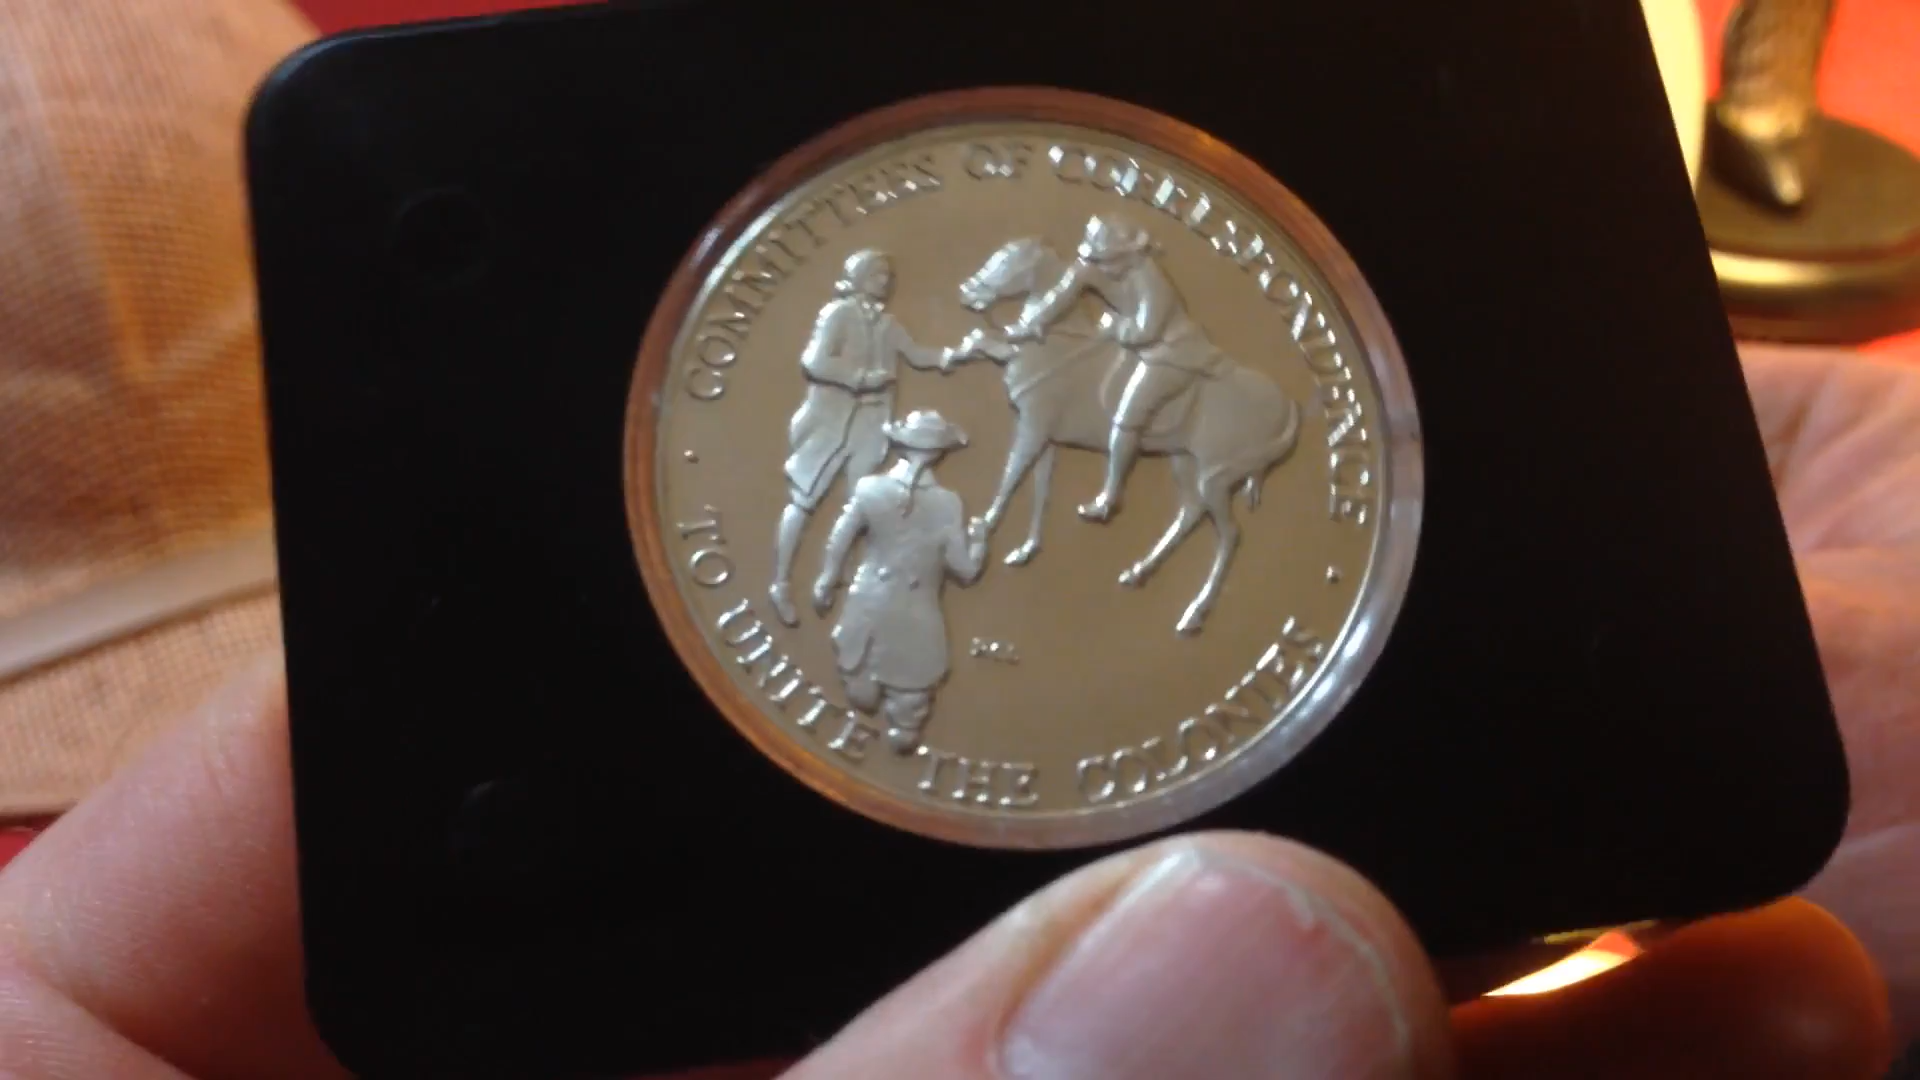 COMMITTEES OF CORRESPONDENCE
TO UNITE THE COLONIES